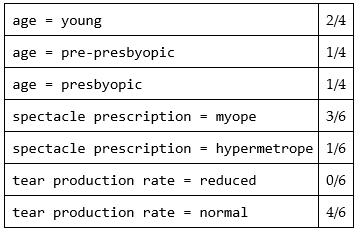 age = young 2/4
age = pre-presbyopic 1/4
age = presbyopic 1/4
spectacle prescription = myope 3/6
spectacle prescription = hypermetrope 1/6
tear production rate = reduced 0/6
tear production rate = normal 4/6